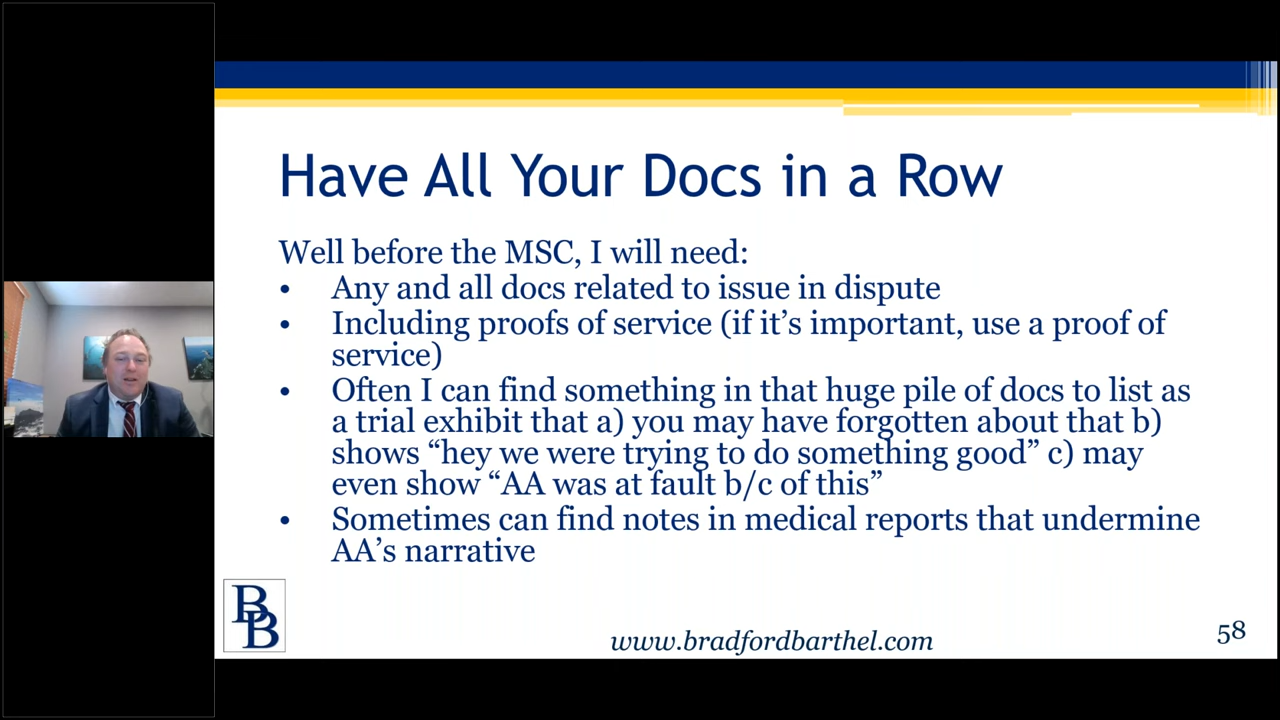 Have All Your Docs in a Row
Well before the MSC, I will need:
• Any and all docs related to issue in dispute
• Including proofs of service (if it’s important, use a proof of
service)
• Often I can find something in that huge pile of docs to list as
a trial exhibit that a) you may have forgotten about that b)
shows “hey we were trying to do something good” c) may
even show “AA was at fault b/c of this”
• Sometimes can find notes in medical reports that undermine
AA’s narrative
BB
www.bradfordbarthel.com
58